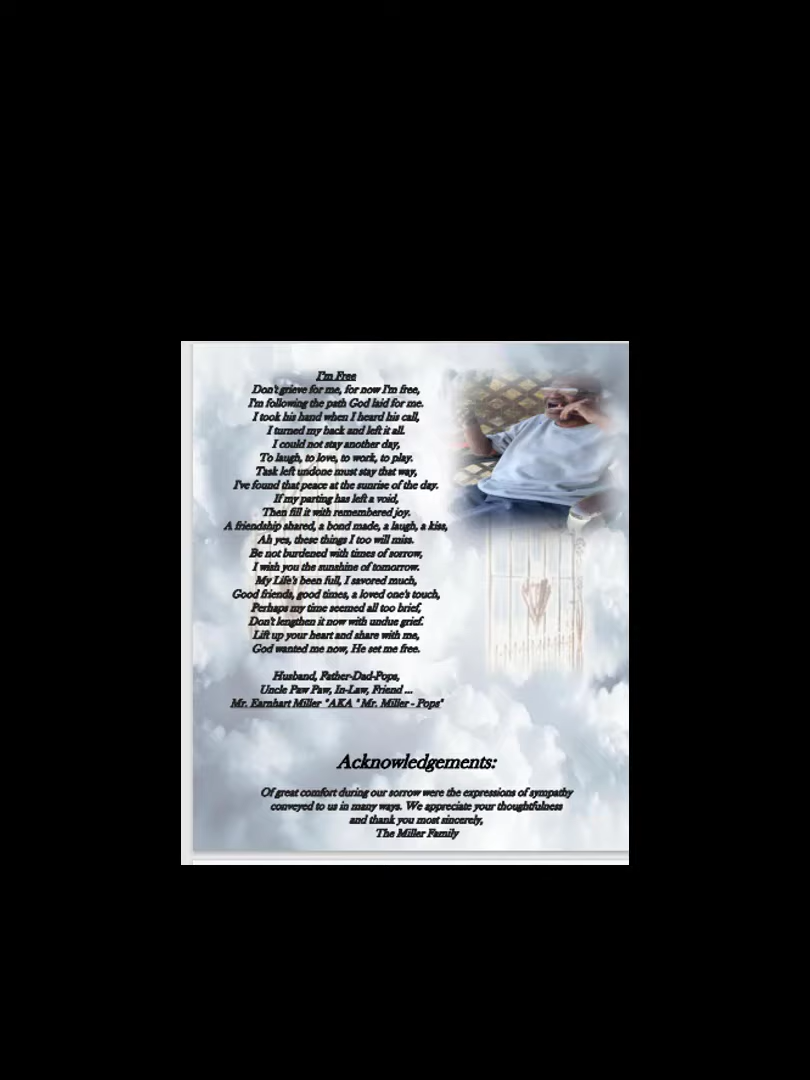 I'm Free
Don't grieve for me, for now I'm free,
I'm following the path God laid for me.
I took his hand when I heard his call,
I turned my back and left it all.
I could not stay another day,
To laugh, to love, to work, to play.
Task left undone must stay that way,
I've found that peace at the sunrise of the day.
If my parting has left a void,
Then fill it with remembered joy.
A friendship shared, a bond made, a laugh, a kiss,
Ah yes, these things I too will miss.
Be not burdened with times of sorrow,
I wish you the sunshine of tomorrow.
My Life's been full, I savored much,
Good friends, good times, a loved one's touch,
Perhaps my time seemed all too brief,
Don't lengthen it now with undue grief.
Lift up your heart and share with me,
God wanted me now, He set me free.
Husband, Father-Dad-Pops,
Uncle Paw Paw, In-Law, Friend ...
Mr. Earnhart Miller "AKA " Mr. Miller - Pops"
Acknowledgements:
Of great comfort during our sorrow were the expressions of sympathy
conveyed to us in many ways. We appreciate your thoughtfulness
and thank you most sincerely,
The Miller Family